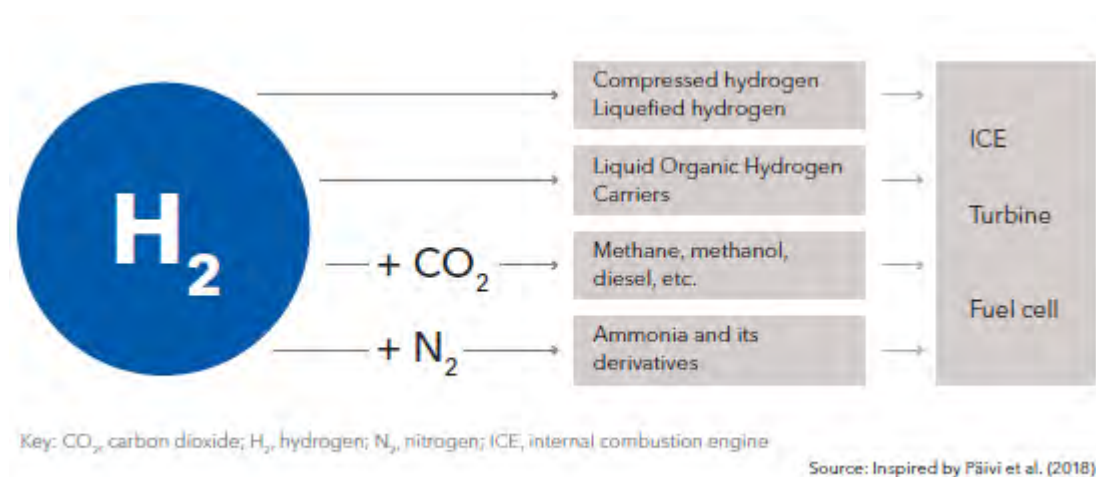 H₂
Compressed hydrogen
Liquefied hydrogen
Liquid Organic Hydrogen
Carriers
+ CO₂
Methane, methanol,
diesel, etc.
+ N₂
Ammonia and its
derivatives
ICE
Turbine
Fuel cell
Key: CO₂, carbon dioxide; H₂, hydrogen; N₂, nitrogen; ICE, internal combustion engine
Source: Inspired by Päivi et al. (2018)